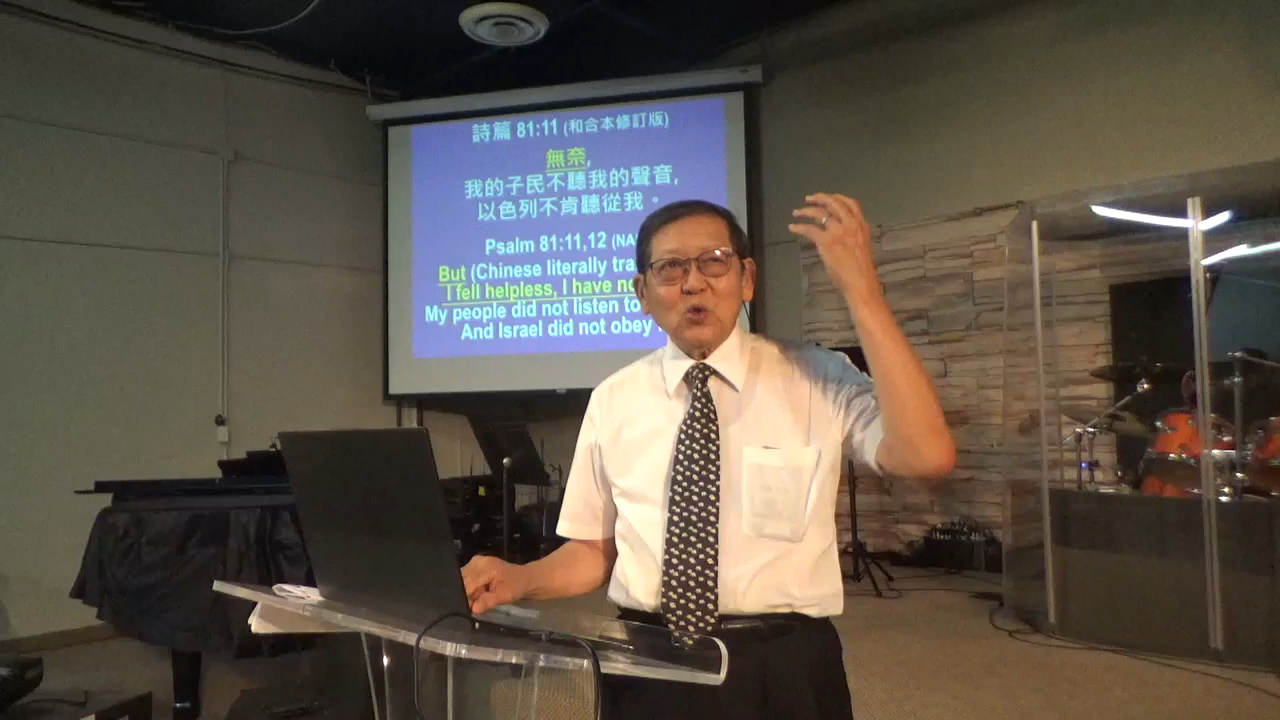 詩篇 81:11 (和合本修訂版)
無奈,
我的子民不聽我的聲音,
以色列不肯聽從我。
Psalm 81:11,12
But (Chinese literally
I fell helpless, I have
My people did not listen to
And Israel did not obey